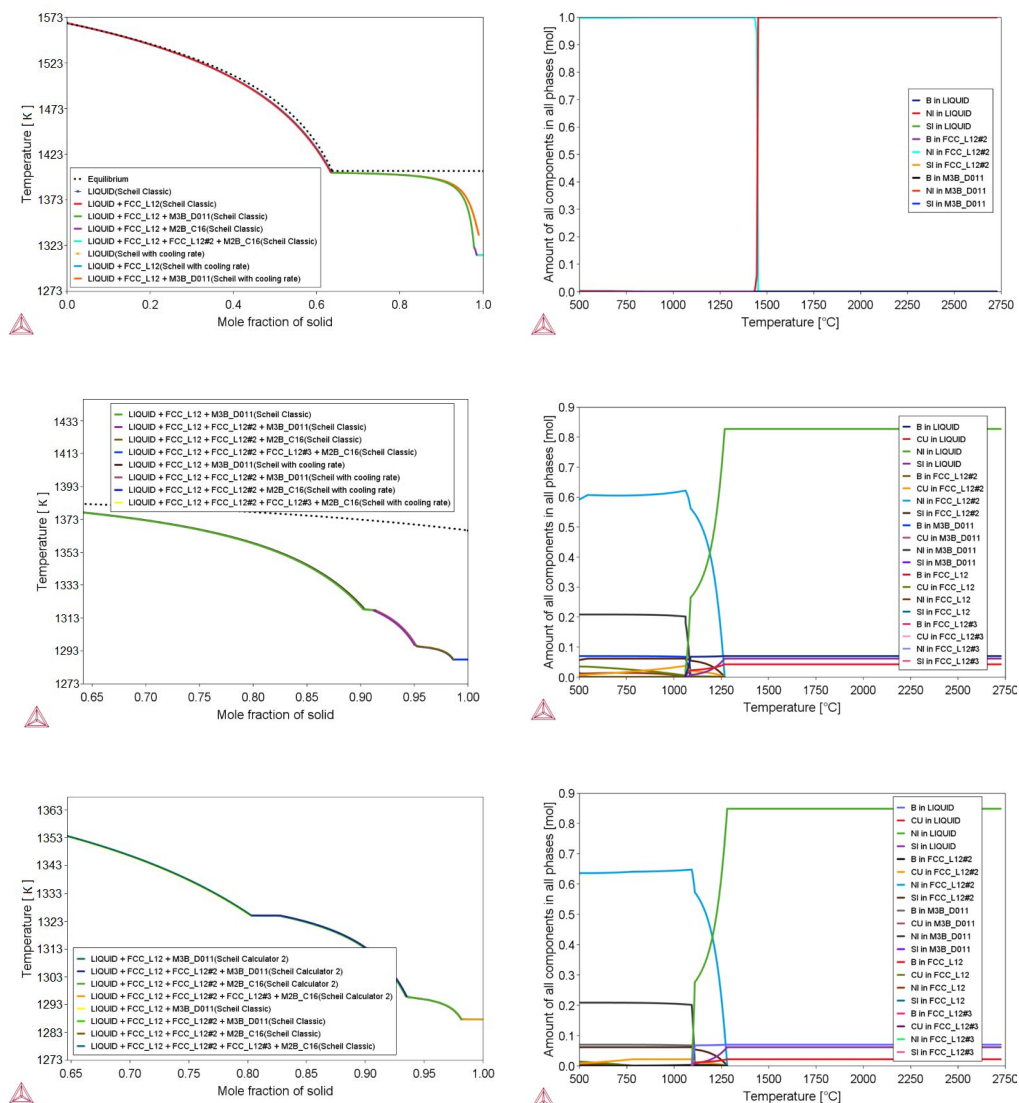 1573
1523
1473
1423
1373
1323
1273
Temperature [ K ]
Equilibrium
LIQUID(Scheil Classic)
LIQUID + FCC_L12(Scheil Classic)
LIQUID + FCC_L12 + M3B_D011(Scheil Classic)
LIQUID + FCC_L12 + M2B_C16(Scheil Classic)
LIQUID + FCC_L12 + FCC_L12#2 + M2B_C16(Scheil Classic)
LIQUID(Scheil with cooling rate)
LIQUID + FCC_L12(Scheil with cooling rate)
LIQUID + FCC_L12 + M3B_D011(Scheil with cooling rate)
0.0 0.2 0.4 0.6 0.8 1.0
Mole fraction of solid
1.0
0.9
0.8
0.7
0.6
0.5
0.4
0.3
0.2
0.1
0.0
Amount of all components in all phases [mol]
B in LIQUID
NI in LIQUID
SI in LIQUID
B in FCC_L12#2
NI in FCC_L12#2
SI in FCC_L12#2
B in M3B_D011
NI in M3B_D011
SI in M3B_D011
500 750 1000 1250 1500 1750 2000 2250 2500 2750
Temperature [°C]
1433
1413
1393
1373
1353
1333
1313
1293
1273
Temperature [ K ]
LIQUID + FCC_L12 + M3B_D011(Scheil Classic)
LIQUID + FCC_L12 + FCC_L12#2 + M3B_D011(Scheil Classic)
LIQUID + FCC_L12 + FCC_L12#2 + M2B_C16(Scheil Classic)
LIQUID + FCC_L12 + FCC_L12#2 + FCC_L12#3 + M2B_C16(Scheil Classic)
LIQUID + FCC_L12 + M3B_D011(Scheil with cooling rate)
LIQUID + FCC_L12 + FCC_L12#2 + M3B_D011(Scheil with cooling rate)
LIQUID + FCC_L12 + FCC_L12#2 + M2B_C16(Scheil with cooling rate)
LIQUID + FCC_L12 + FCC_L12#2 + FCC_L12#3 + M2B_C16(Scheil with cooling rate)
0.65 0.70 0.75 0.80 0.85 0.90 0.95 1.00
Mole fraction of solid
0.9
0.8
0.7
0.6
0.5
0.4
0.3
0.2
0.1
0.0
Amount of all components in all phases [mol]
B in LIQUID
CU in LIQUID
NI in LIQUID
SI in LIQUID
B in FCC_L12#2
CU in FCC_L12#2
NI in FCC_L12#2
SI in FCC_L12#2
B in M3B_D011
CU in M3B_D011
NI in M3B_D011
SI in M3B_D011
B in FCC_L12
CU in FCC_L12
NI in FCC_L12
SI in FCC_L12
B in FCC_L12#3
CU in FCC_L12#3
NI in FCC_L12#3
SI in FCC_L12#3
500 750 1000 1250 1500 1750 2000 2250 2500 2750
Temperature [°C]
1363
1353
1343
1333
1323
1313
1303
1293
1283
1273
Temperature [ K ]
LIQUID + FCC_L12 + M3B_D011(Scheil Calculator 2)
LIQUID + FCC_L12 + FCC_L12#2 + M3B_D011(Scheil Calculator 2)
LIQUID + FCC_L12 + FCC_L12#2 + M2B_C16(Scheil Calculator 2)
LIQUID + FCC_L12 + FCC_L12#2 + FCC_L12#3 + M2B_C16(Scheil Calculator 2)
LIQUID + FCC_L12 + M3B_D011(Scheil Classic)
LIQUID + FCC_L12 + FCC_L12#2 + M3B_D011(Scheil Classic)
LIQUID + FCC_L12 + FCC_L12#2 + M2B_C16(Scheil Classic)
LIQUID + FCC_L12 + FCC_L12#2 + FCC_L12#3 + M2B_C16(Scheil Classic)
0.65 0.70 0.75 0.80 0.85 0.90 0.95 1.00
Mole fraction of solid
0.9
0.8
0.7
0.6
0.5
0.4
0.3
0.2
0.1
0.0
Amount of all components in all phases [mol]
B in LIQUID
CU in LIQUID
NI in LIQUID
SI in LIQUID
B in FCC_L12#2
CU in FCC_L12#2
NI in FCC_L12#2
SI in FCC_L12#2
B in M3B_D011
CU in M3B_D011
NI in M3B_D011
SI in M3B_D011
B in FCC_L12
CU in FCC_L12
NI in FCC_L12
SI in FCC_L12
B in FCC_L12#3
CU in FCC_L12#3
NI in FCC_L12#3
SI in FCC_L12#3
500 750 1000 1250 1500 1750 2000 2250 2500 2750
Temperature [°C]